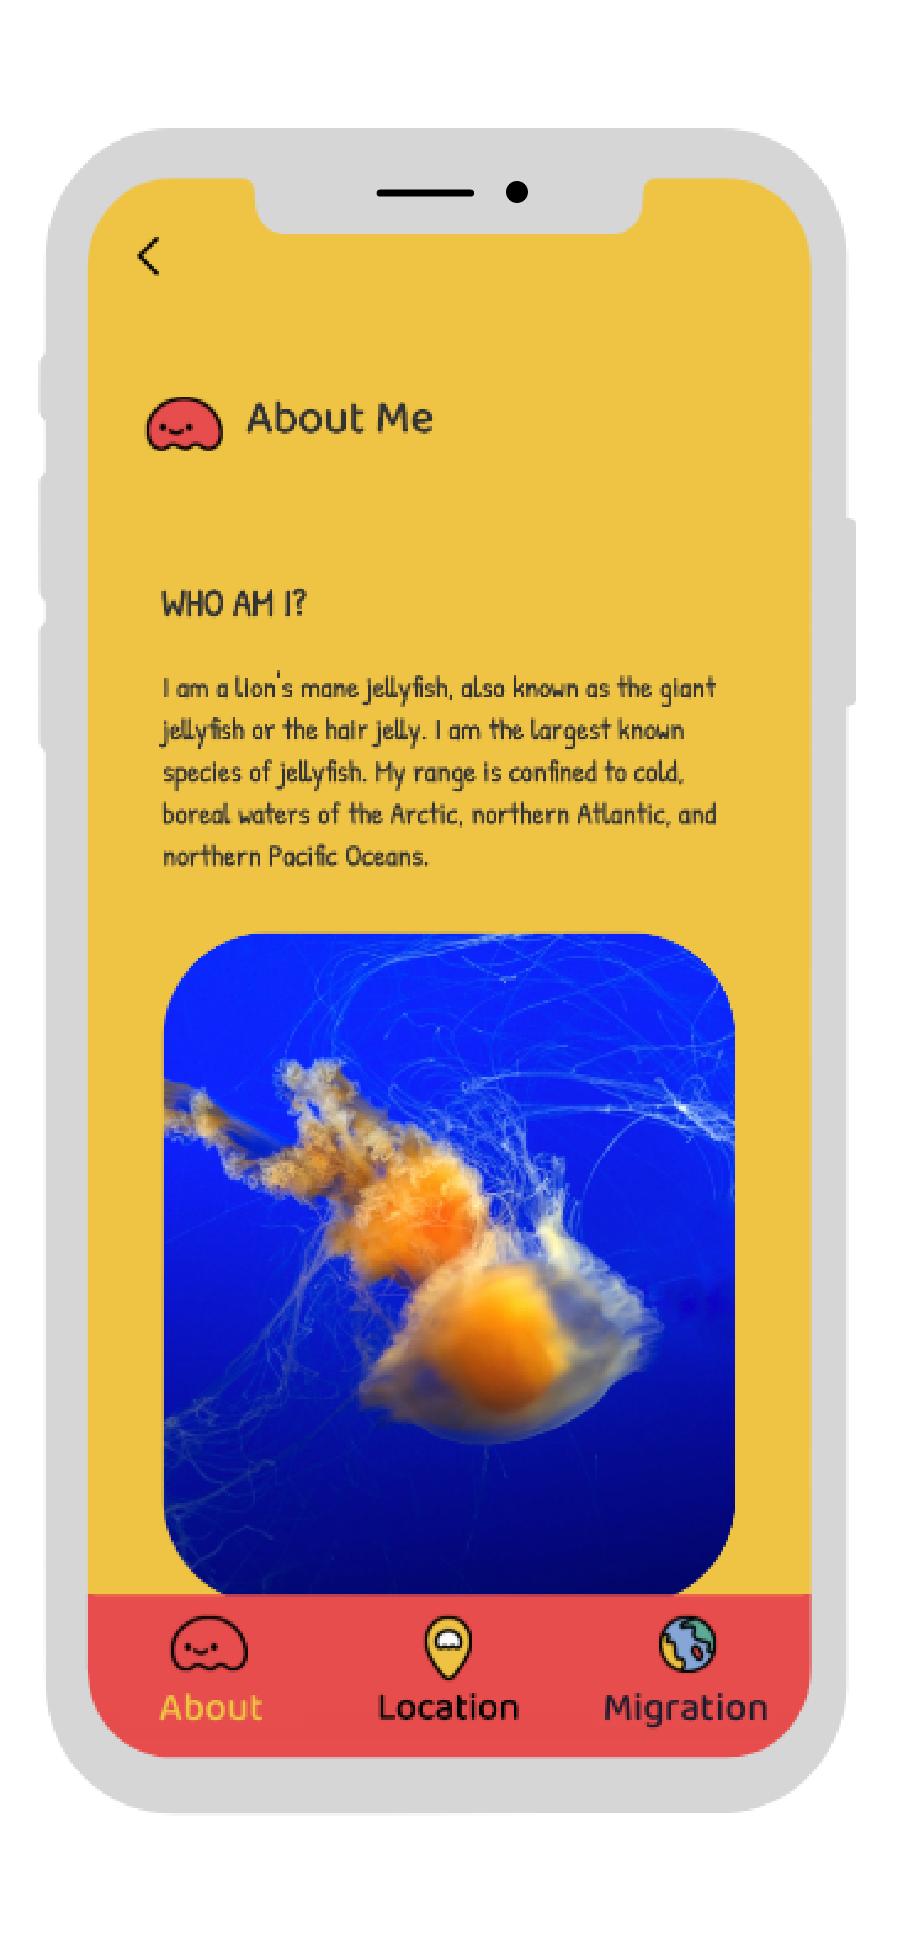 About Me
WHO AM I?
I am a lion's mane jellyfish, also known as the giant
jellyfish or the hair jelly. I am the largest known
species of jellyfish. My range is confined to cold,
boreal waters of the Arctic, northern Atlantic, and
northern Pacific Oceans.
About Location Migration